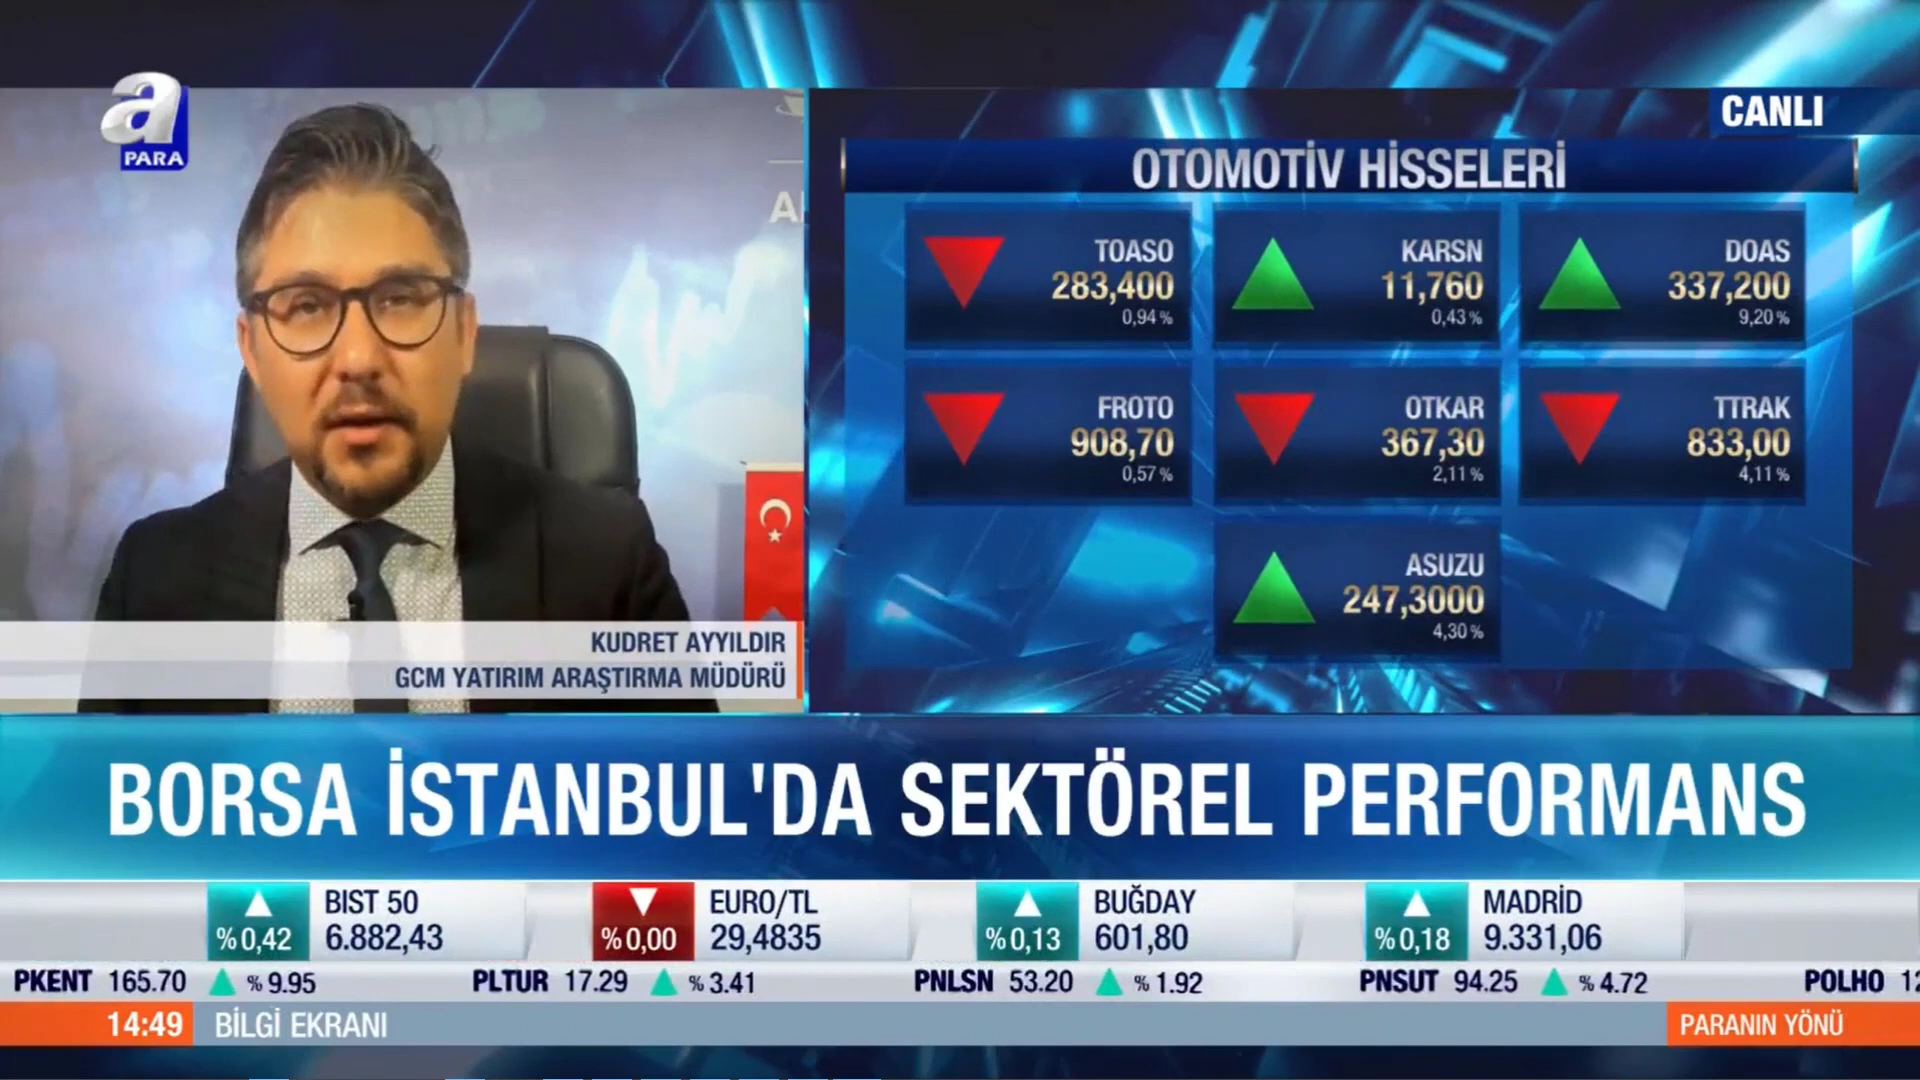 a
PARA
CANLI
OTOMOTİV HİSSELERİ
TOASO
283,400
0,94 %
KARSN
11,760
0,43 %
DOAS
337,200
9,20 %
FROTO
908,70
0,57 %
OTKAR
367,30
2,11 %
TTRAK
833,00
4,11 %
ASUZU
247,3000
4,30 %
KUDRET AYYILDIR
GCM YATIRIM ARAŞTIRMA MÜDÜRÜ
BORSA İSTANBUL'DA SEKTÖREL PERFORMANS
%0,42
BIST 50
6.882,43
%0,00
EURO/TL
29,4835
%0,13
BUĞDAY
601,80
%0,18
MADRİD
9.331,06
PKENT 165.70 % 9.95 PLTUR 17.29 % 3.41 PNLSN 53.20 % 1.92 PNSUT 94.25 % 4.72 POLHO
14:49 BİLGİ EKRANI PARANIN YÖNÜ